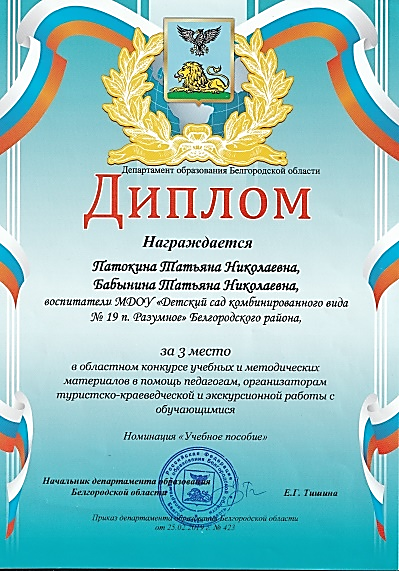 Департамент образования Белгородской области
Диплом
Награждается
Патокина Татьяна Николаевна,
Бабынина Татьяна Николаевна,
воспитатели МДОУ «Детский сад комбинированного вида
№ 19 п. Разумное» Белгородского района,
за 3 место
в областном конкурсе учебных и методических
материалов в помощь педагогам, организаторам
туристско-краеведческой и экскурсионной работы с
обучающимися
Номинация «Учебное пособие»
Начальник департамента образования
Белгородской области
Е.Г. Тишина
Приказ департамента образования Белгородской области
от 25.02.2019 г. № 423